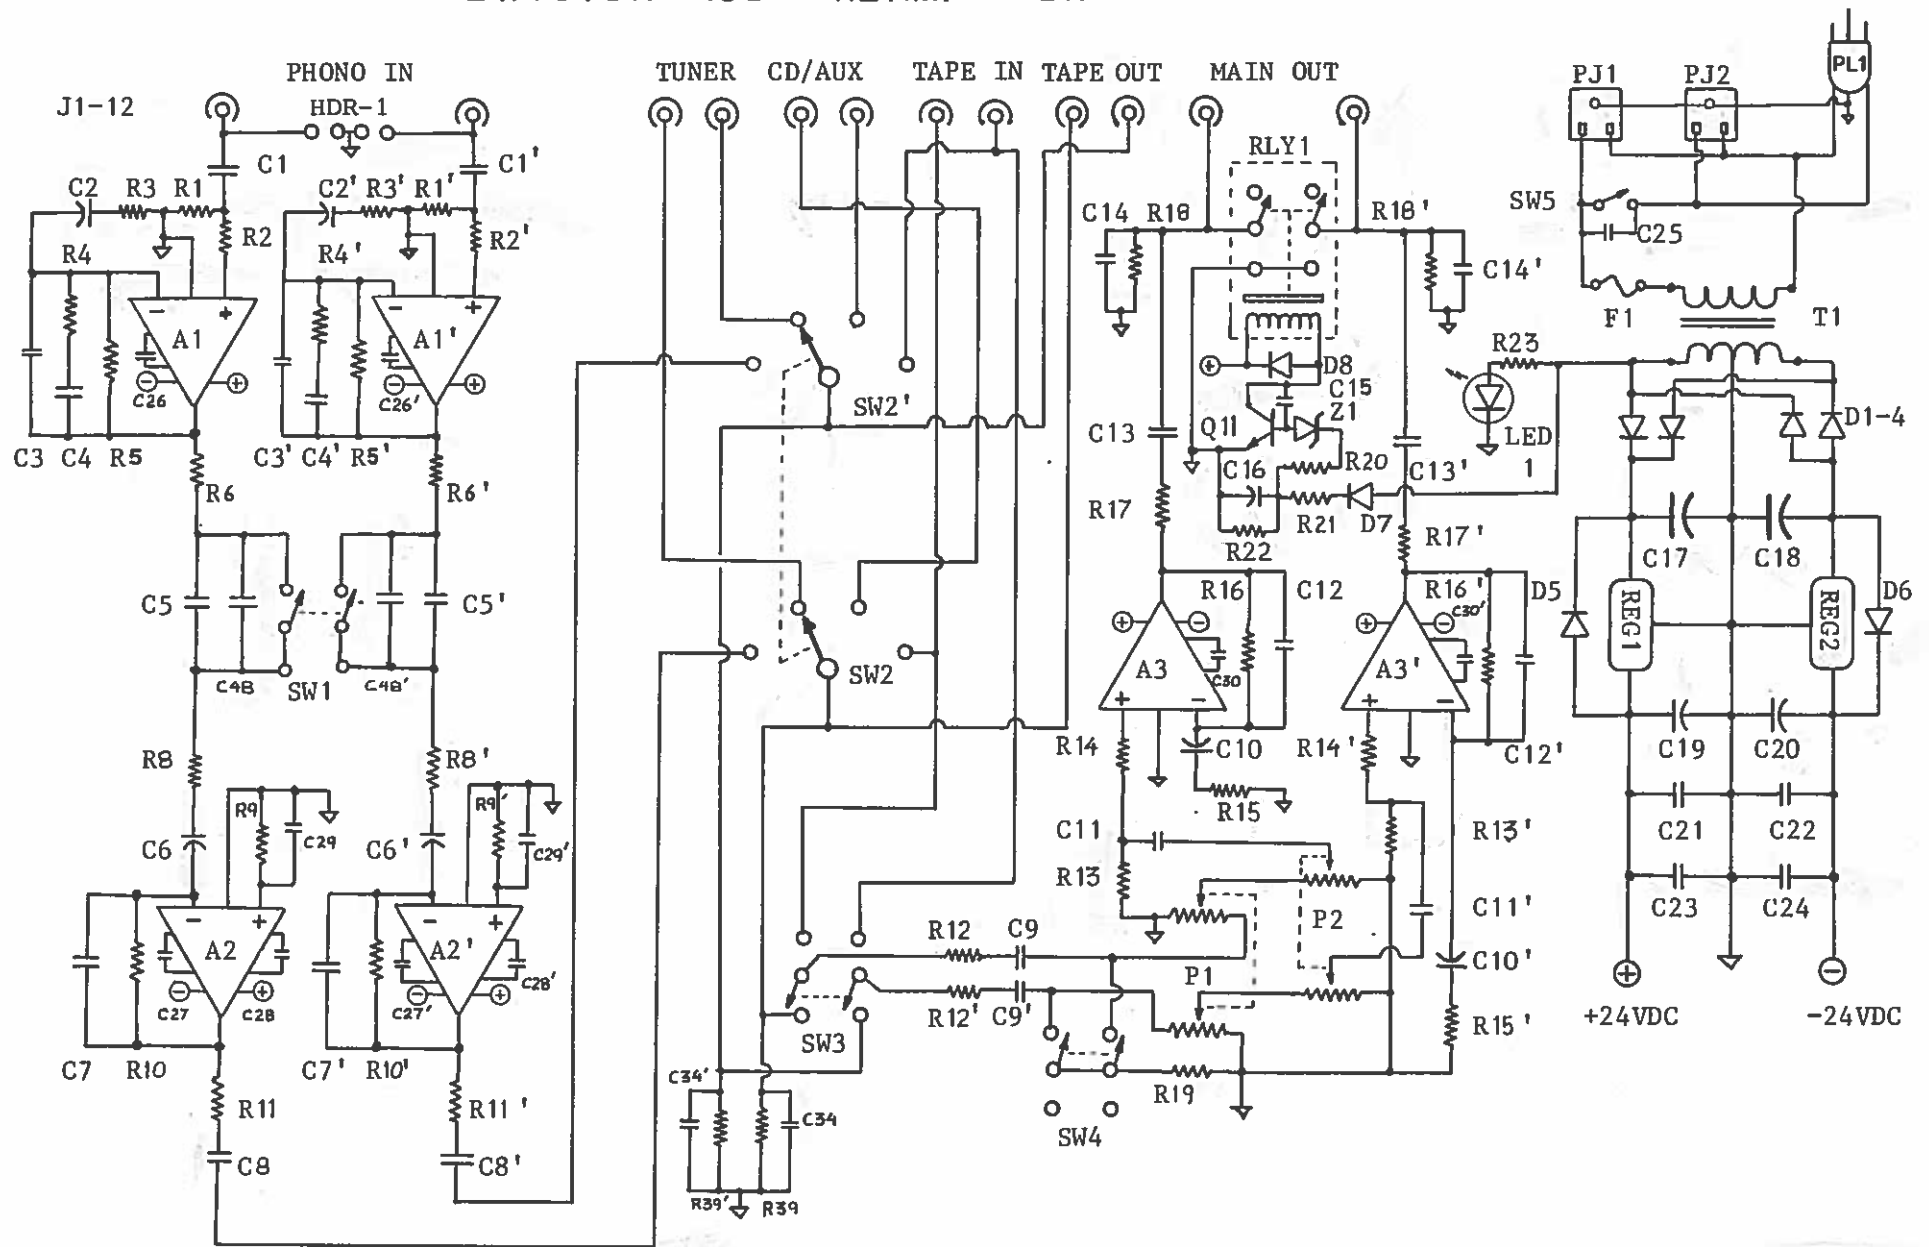 PHONO IN TUNER CD/AUX TAPE IN TAPE OUT MAIN OUT
PL1
PJ1 PJ2
J1-12 HDR-1
RLY1
C1 C1'
C2 R3 R1 C2' R3' R1'
SW5
C14 R18 R18'
R2 R2' C25
R4 R4' C14'
- + - +
A1 A1' F1 T1
R23
D8
C26 C26' C15
SW2' Z1
Q11 D1-4
C13 LED
1
C3 C4 R5 C3' C4' R5' C16 R20 C13'
R6 R6'
R17 R21 D7
R22 R17' C17 C18
C5 C5' R16 C12 R16' C30' D5 D6
REG1 REG2
C48 SW1 C48' SW2 A3 C30 A3'
+ - + -
R14 C10 R14' C12' C19 C20
R8 R8'
R9 R9' R15
C29 C29' C11 R13' C21 C22
C6 C6'
R13 C11' C23 C24
- + - +
A2 A2' R12 C9 P2
P1 C10'
C27 C28 C27' C28' R12' C9' R15' +24VDC -24VDC
SW3
C7 R10 C7' R10' C34' R19
R11 R11' C34
SW4
C8 C8'
R39' R39